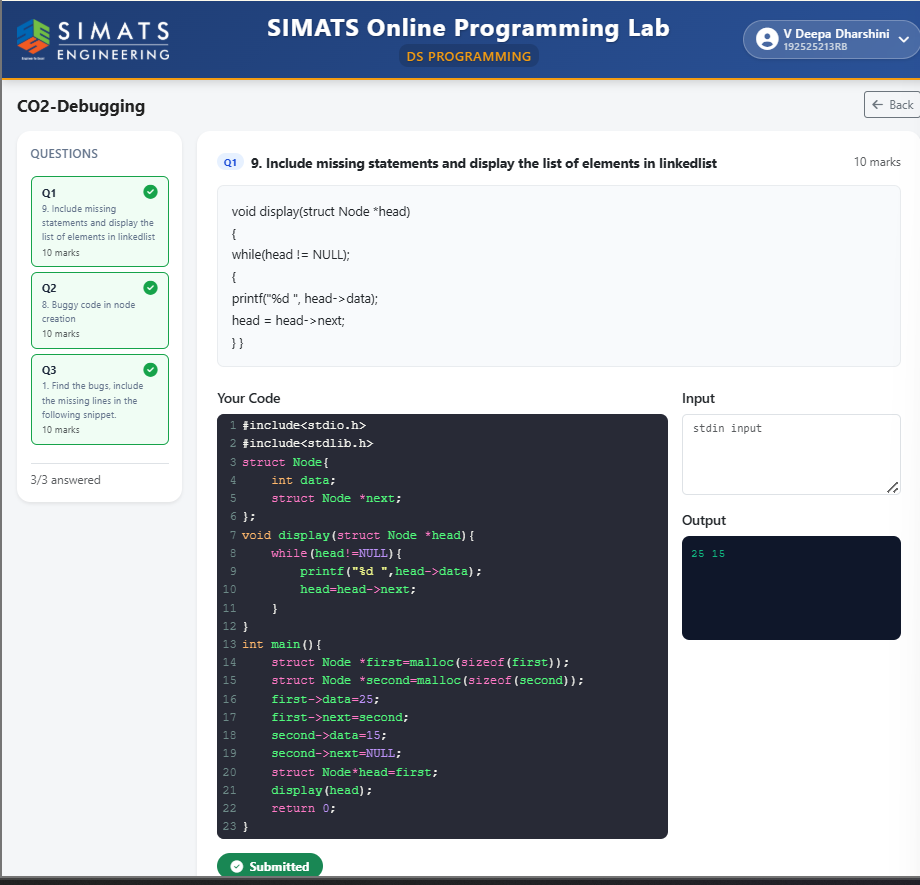 SIMATS
ENGINEERING
SIMATS Online Programming Lab
DS PROGRAMMING
V Deepa Dharshini
192525213RB
CO2-Debugging
← Back
QUESTIONS
Q1
9. Include missing
statements and display the
list of elements in linkedlist
10 marks
Q2
8. Buggy code in node
creation
10 marks
Q3
1. Find the bugs, include
the missing lines in the
following snippet.
10 marks
3/3 answered
Q1 9. Include missing statements and display the list of elements in linkedlist 10 marks
void display(struct Node *head)
{
while(head != NULL);
{
printf("%d ", head->data);
head = head->next;
} }
Your Code
1 #include<stdio.h>
2 #include<stdlib.h>
3 struct Node{
4     int data;
5     struct Node *next;
6 };
7 void display(struct Node *head){
8     while(head!=NULL){
9         printf("%d ",head->data);
10         head=head->next;
11     }
12 }
13 int main(){
14     struct Node *first=malloc(sizeof(first));
15     struct Node *second=malloc(sizeof(second));
16     first->data=25;
17     first->next=second;
18     second->data=15;
19     second->next=NULL;
20     struct Node*head=first;
21     display(head);
22     return 0;
23 }
Submitted
Input
stdin input
Output
25 15